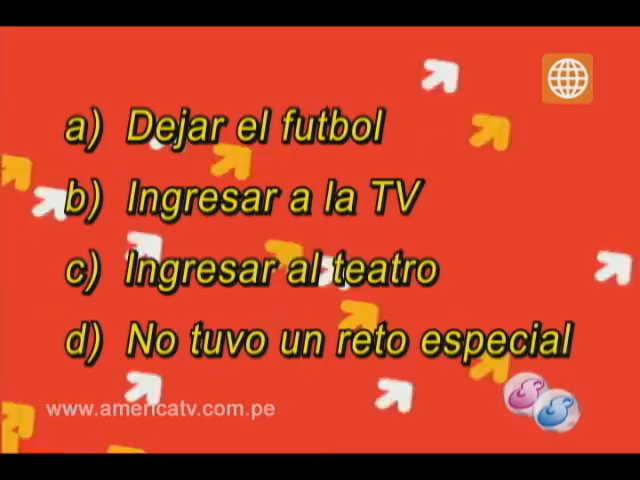 a) Dejar el futbol
b) Ingresar a la TV
c) Ingresar al teatro
d) No tuvo un reto especial
www.americatv.com.pe